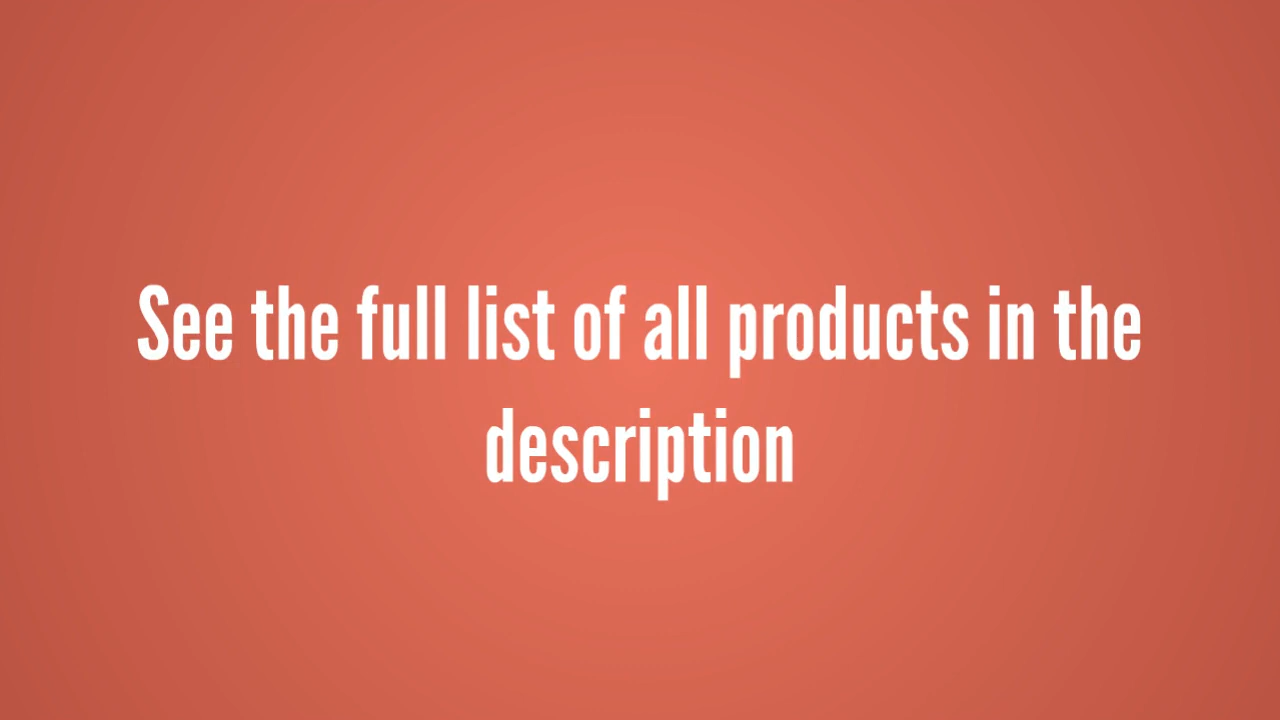 See the full list of all products in the
description